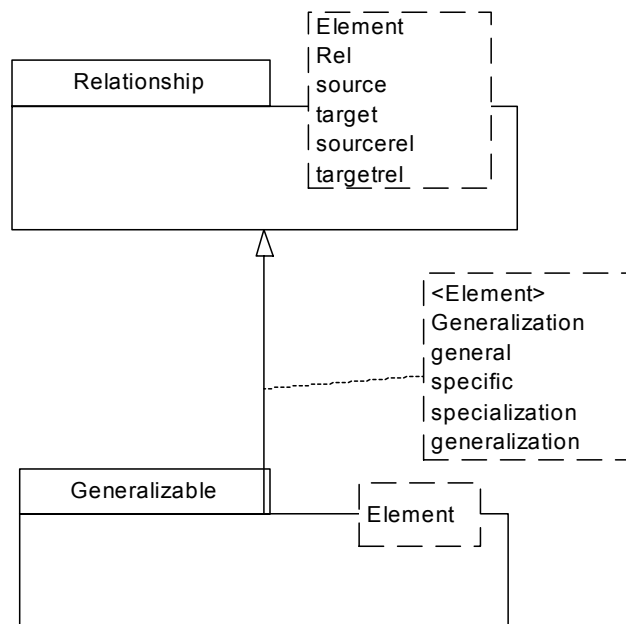 Relationship
Element
Rel
source
target
sourcerel
targetrel
<Element>
Generalization
general
specific
specialization
generalization
Generalizable
Element